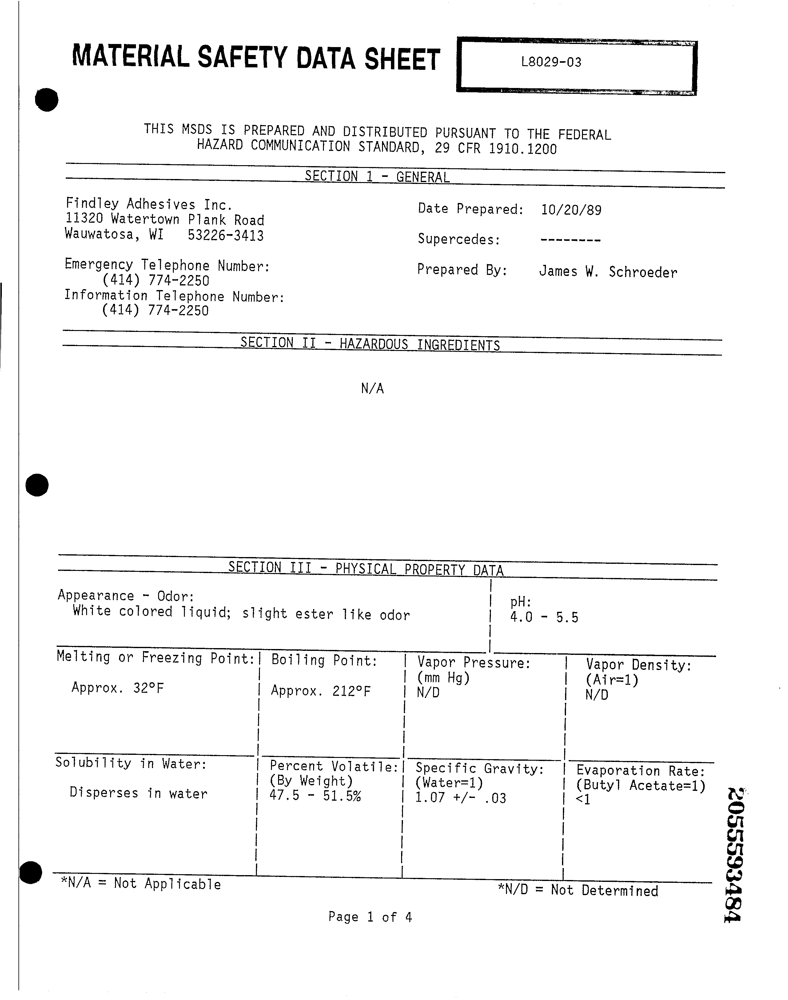 MATERIAL SAFETY DATA SHEET
L8029-03
THIS MSDS IS PREPARED AND DISTRIBUTED PURSUANT TO THE FEDERAL
HAZARD COMMUNICATION STANDARD, 29 CFR 1910.1200
SECTION 1 - GENERAL
Findley Adhesives Inc.
11320 Watertown Plank Road
Wauwatosa, WI 53226-3413
Emergency Telephone Number:
(414) 774-2250
Information Telephone Number:
(414) 774-2250
Date Prepared: 10/20/89
Supercedes: --------
Prepared By: James W. Schroeder
SECTION II - HAZARDOUS INGREDIENTS
N/A
SECTION III - PHYSICAL PROPERTY DATA
Appearance - Odor:
White colored liquid; slight ester like odor
pH:
4.0 - 5.5
Melting or Freezing Point:
Approx. 32°F
Boiling Point:
Approx. 212°F
Vapor Pressure:
(mm Hg)
N/D
Vapor Density:
(Air=1)
N/D
Solubility in Water:
Disperses in water
Percent Volatile:
(By Weight)
47.5 - 51.5%
Specific Gravity:
(Water=1)
1.07 +/- .03
Evaporation Rate:
(Butyl Acetate=1)
<1
*N/A = Not Applicable
*N/D = Not Determined
Page 1 of 4
2055593484